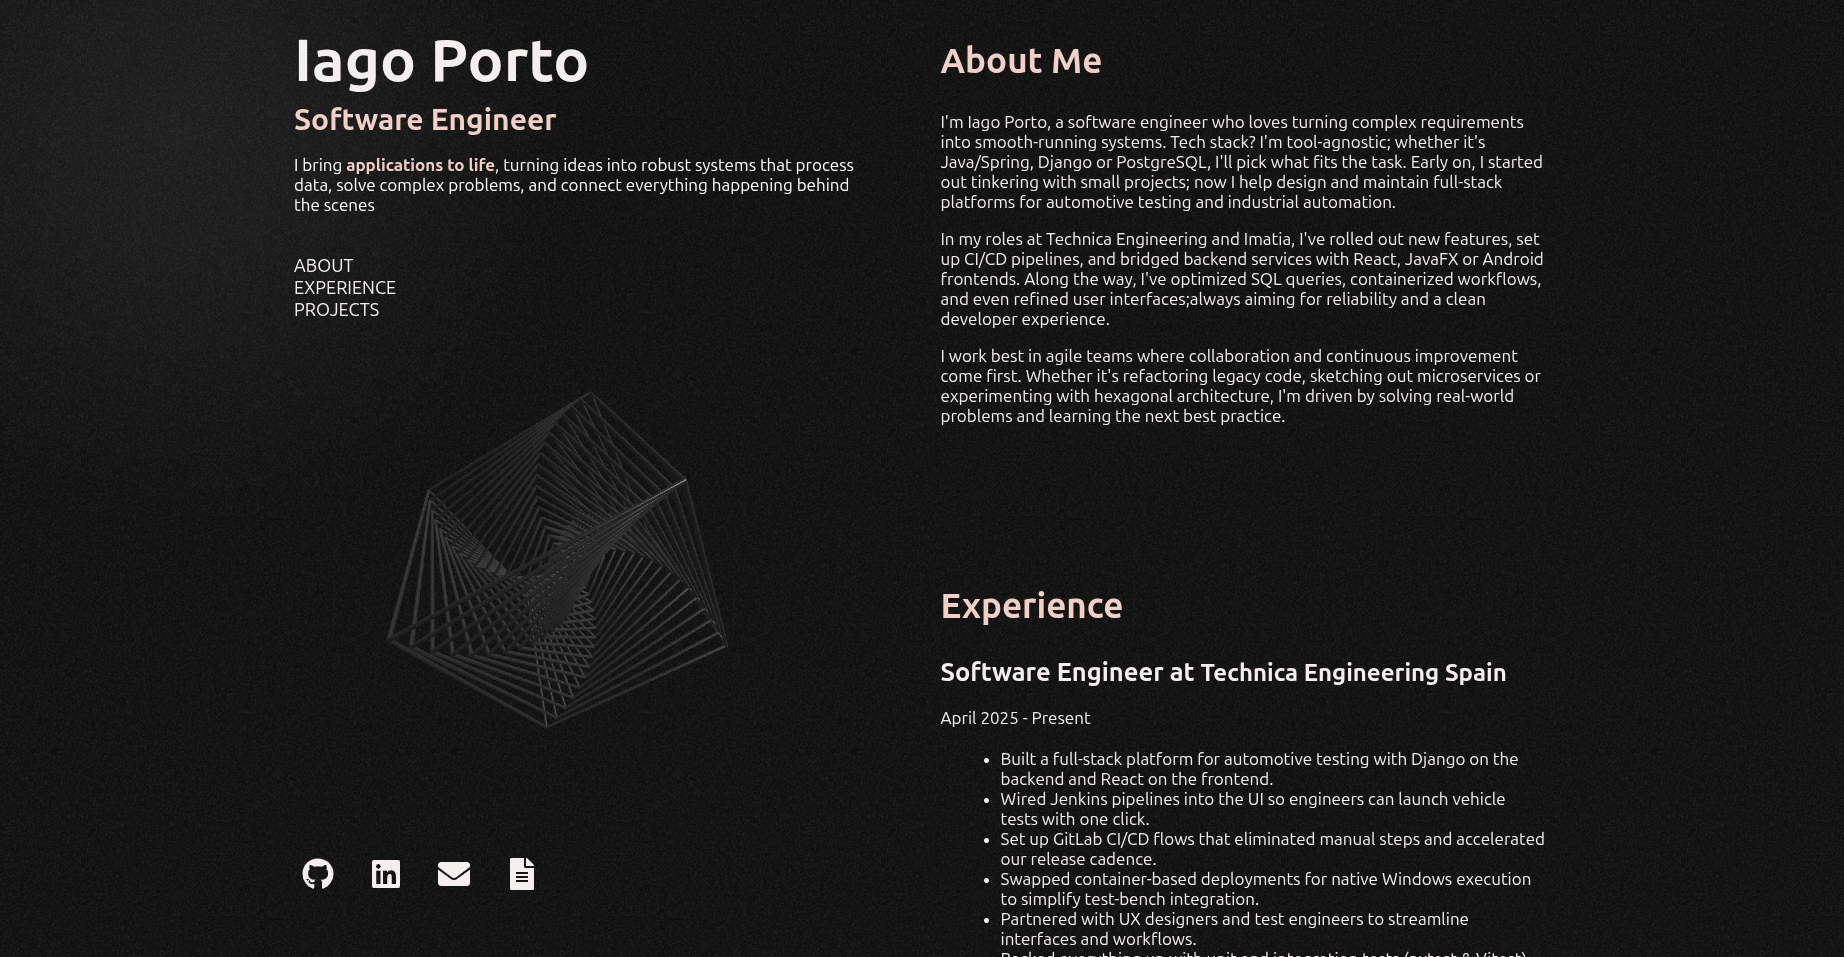 Iago Porto
Software Engineer
I bring applications to life, turning ideas into robust systems that process
data, solve complex problems, and connect everything happening behind
the scenes
ABOUT
EXPERIENCE
PROJECTS
About Me
I'm Iago Porto, a software engineer who loves turning complex requirements
into smooth-running systems. Tech stack? I'm tool-agnostic; whether it's
Java/Spring, Django or PostgreSQL, I'll pick what fits the task. Early on, I started
out tinkering with small projects; now I help design and maintain full-stack
platforms for automotive testing and industrial automation.
In my roles at Technica Engineering and Imatia, I've rolled out new features, set
up CI/CD pipelines, and bridged backend services with React, JavaFX or Android
frontends. Along the way, I've optimized SQL queries, containerized workflows,
and even refined user interfaces;always aiming for reliability and a clean
developer experience.
I work best in agile teams where collaboration and continuous improvement
come first. Whether it's refactoring legacy code, sketching out microservices or
experimenting with hexagonal architecture, I'm driven by solving real-world
problems and learning the next best practice.
Experience
Software Engineer at Technica Engineering Spain
April 2025 - Present
• Built a full-stack platform for automotive testing with Django on the
backend and React on the frontend.
• Wired Jenkins pipelines into the UI so engineers can launch vehicle
tests with one click.
• Set up GitLab CI/CD flows that eliminated manual steps and accelerated
our release cadence.
• Swapped container-based deployments for native Windows execution
to simplify test-bench integration.
• Partnered with UX designers and test engineers to streamline
interfaces and workflows.